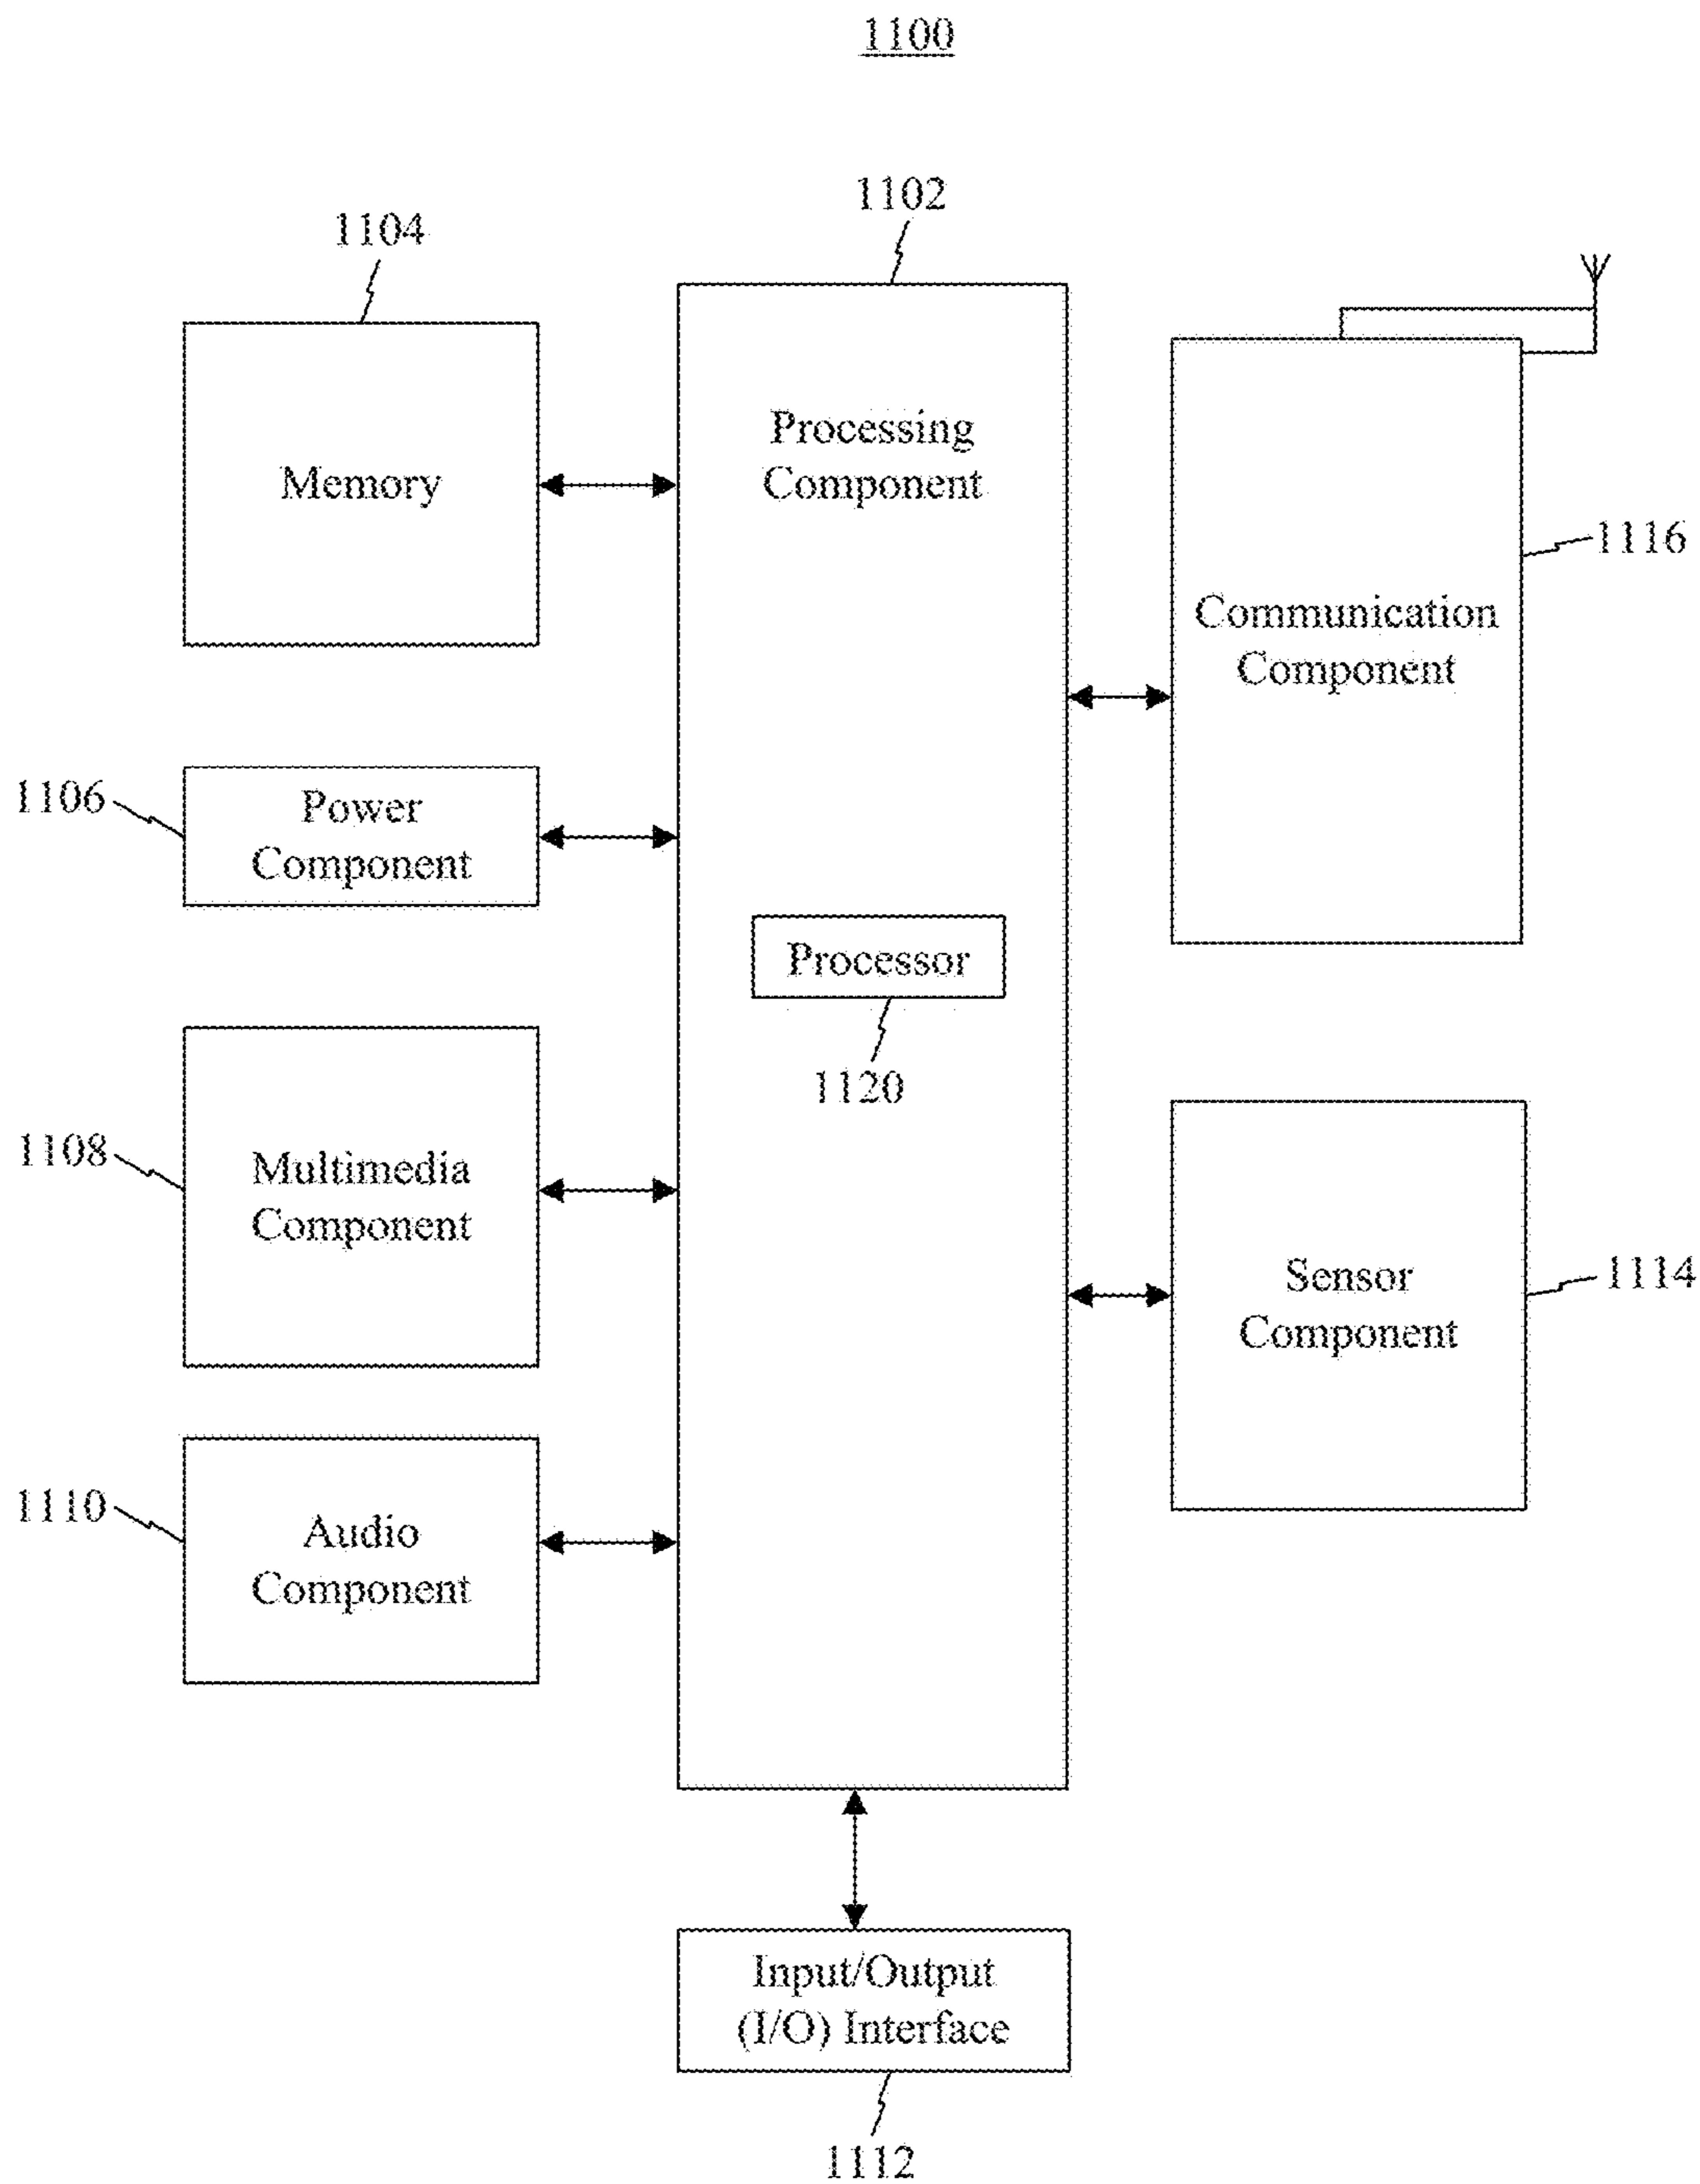 1100
1102
1104
Processing
Component
Memory
1116
Communication
Component
1106
Power
Component
Processor
1120
1108
Multimedia
Component
Sensor
Component
1114
1110
Audio
Component
Input/Output
(I/O) Interface
1112